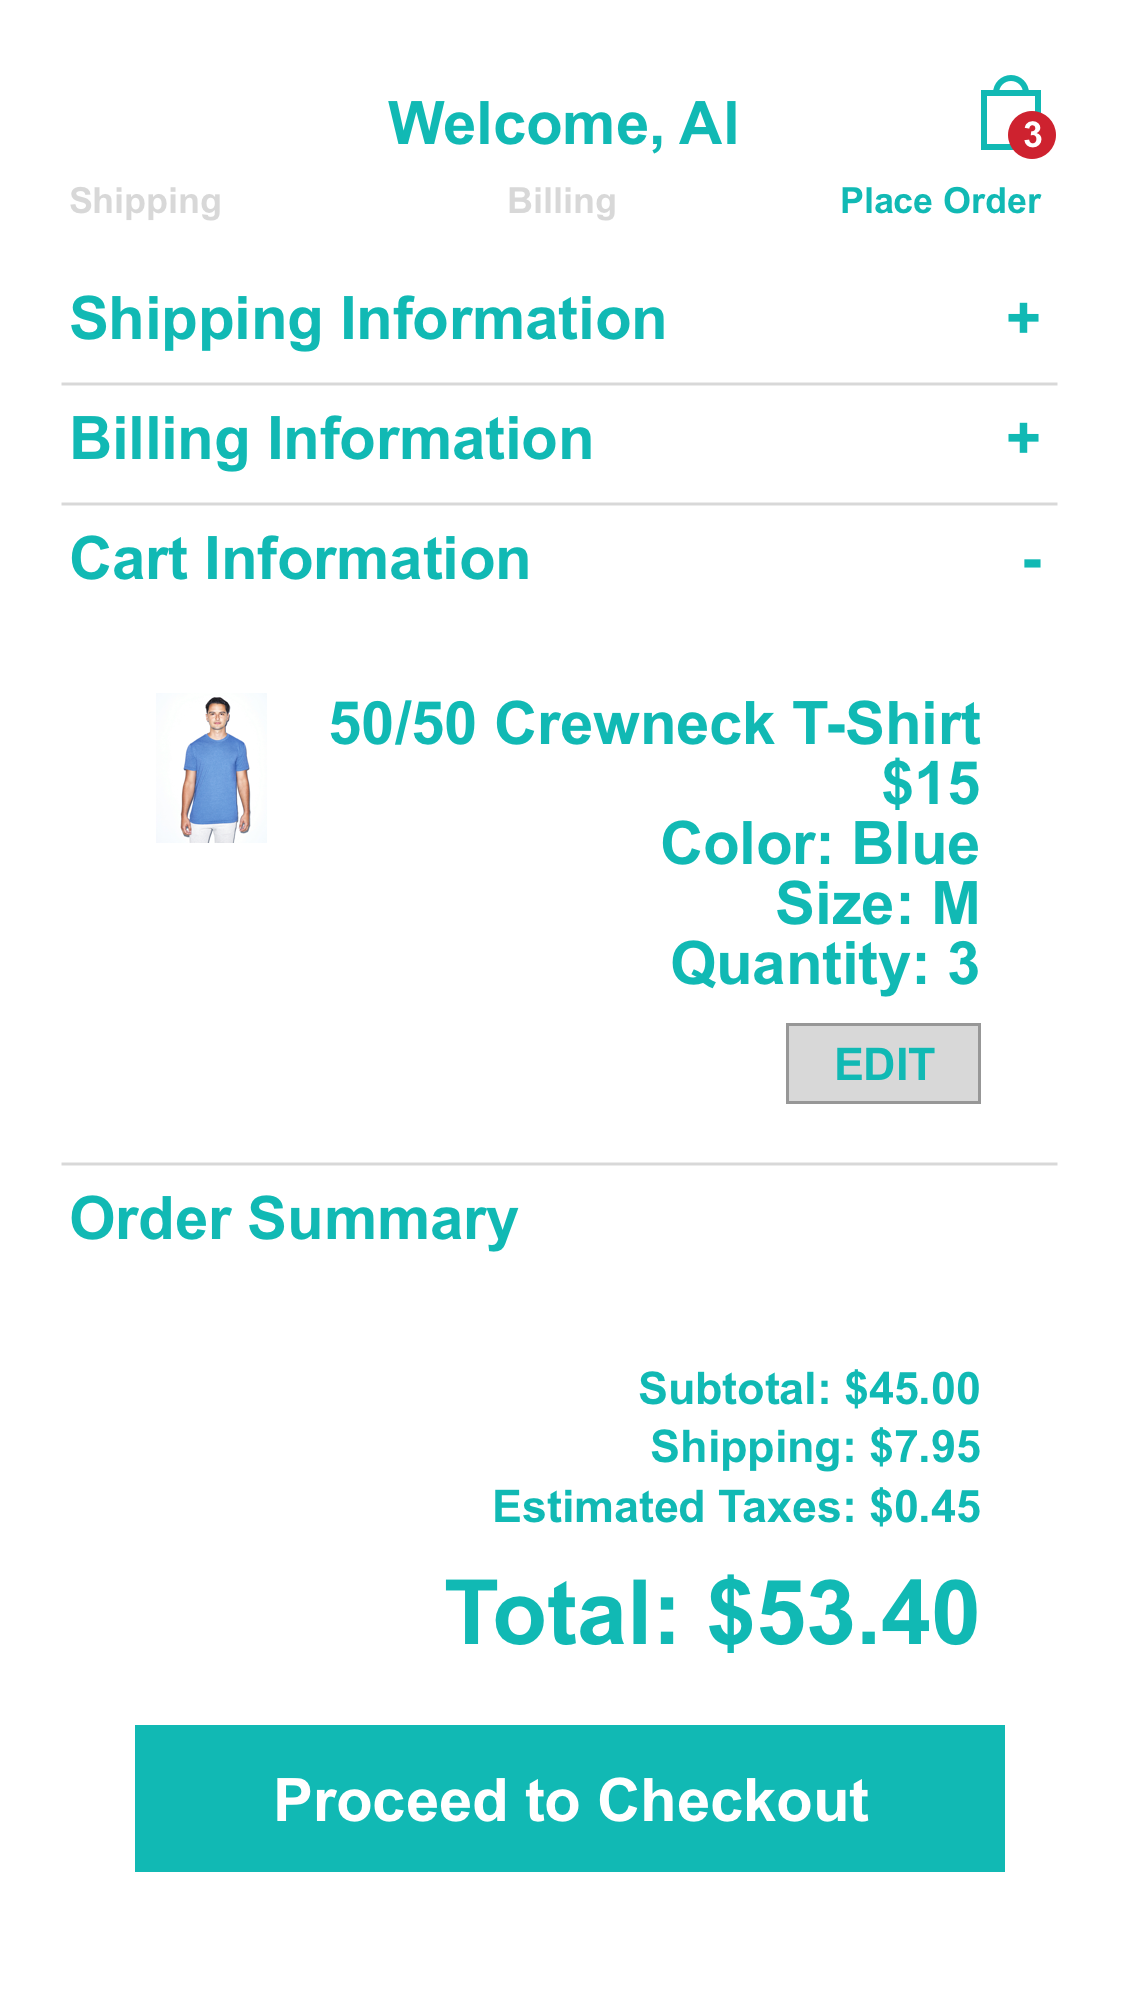 Welcome, Al
3
Shipping Billing Place Order
Shipping Information +
Billing Information +
Cart Information -
50/50 Crewneck T-Shirt
$15
Color: Blue
Size: M
Quantity: 3
EDIT
Order Summary
Subtotal: $45.00
Shipping: $7.95
Estimated Taxes: $0.45
Total: $53.40
Proceed to Checkout